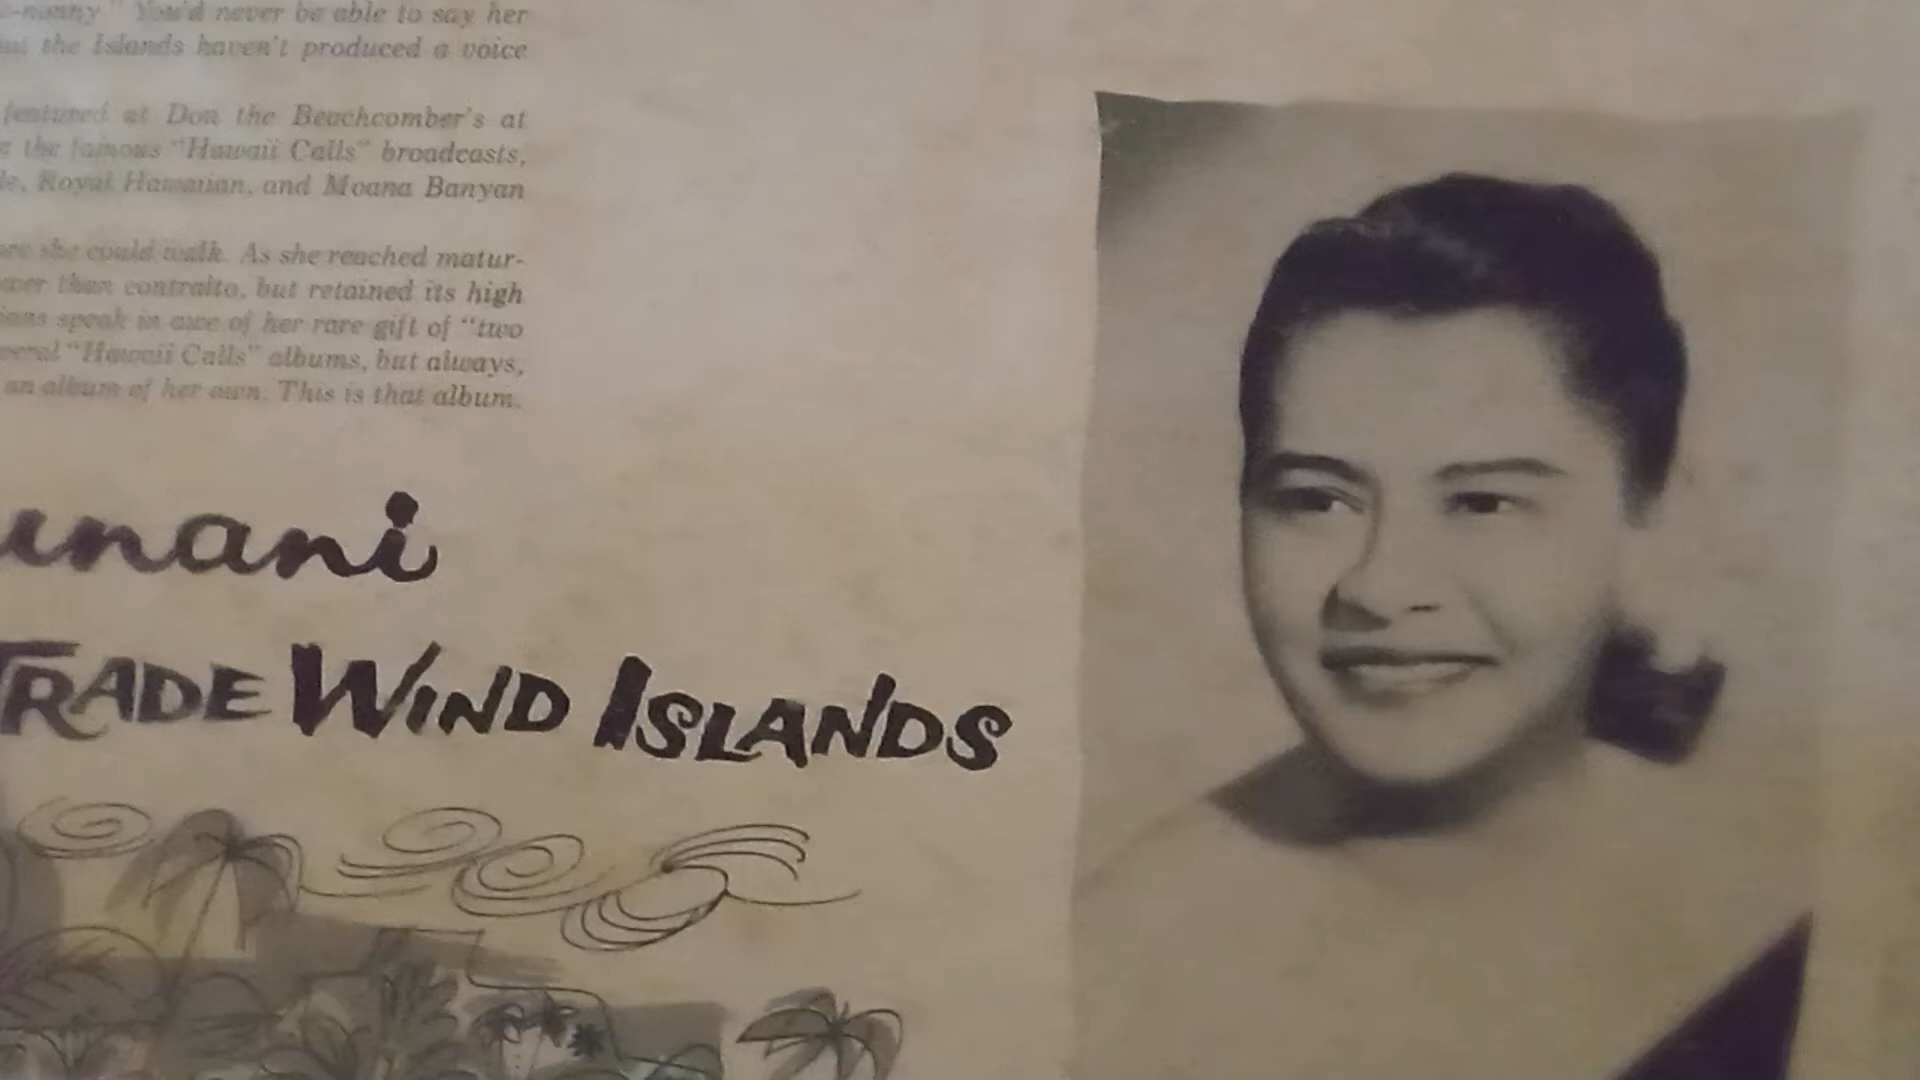 -nanny" You'd never be able to say her
the Islands haven't produced a voice
featured at Don the Beachcomber's at
the famous "Hawaii Calls" broadcasts,
Royal Hawaiian, and Moana Banyan
she could walk. As she reached matur-
than contralto, but retained its high
speak in awe of her rare gift of "two
"Hawaii Calls" albums, but always,
an album of her own. This is that album.
unani
TRADE WIND ISLANDS